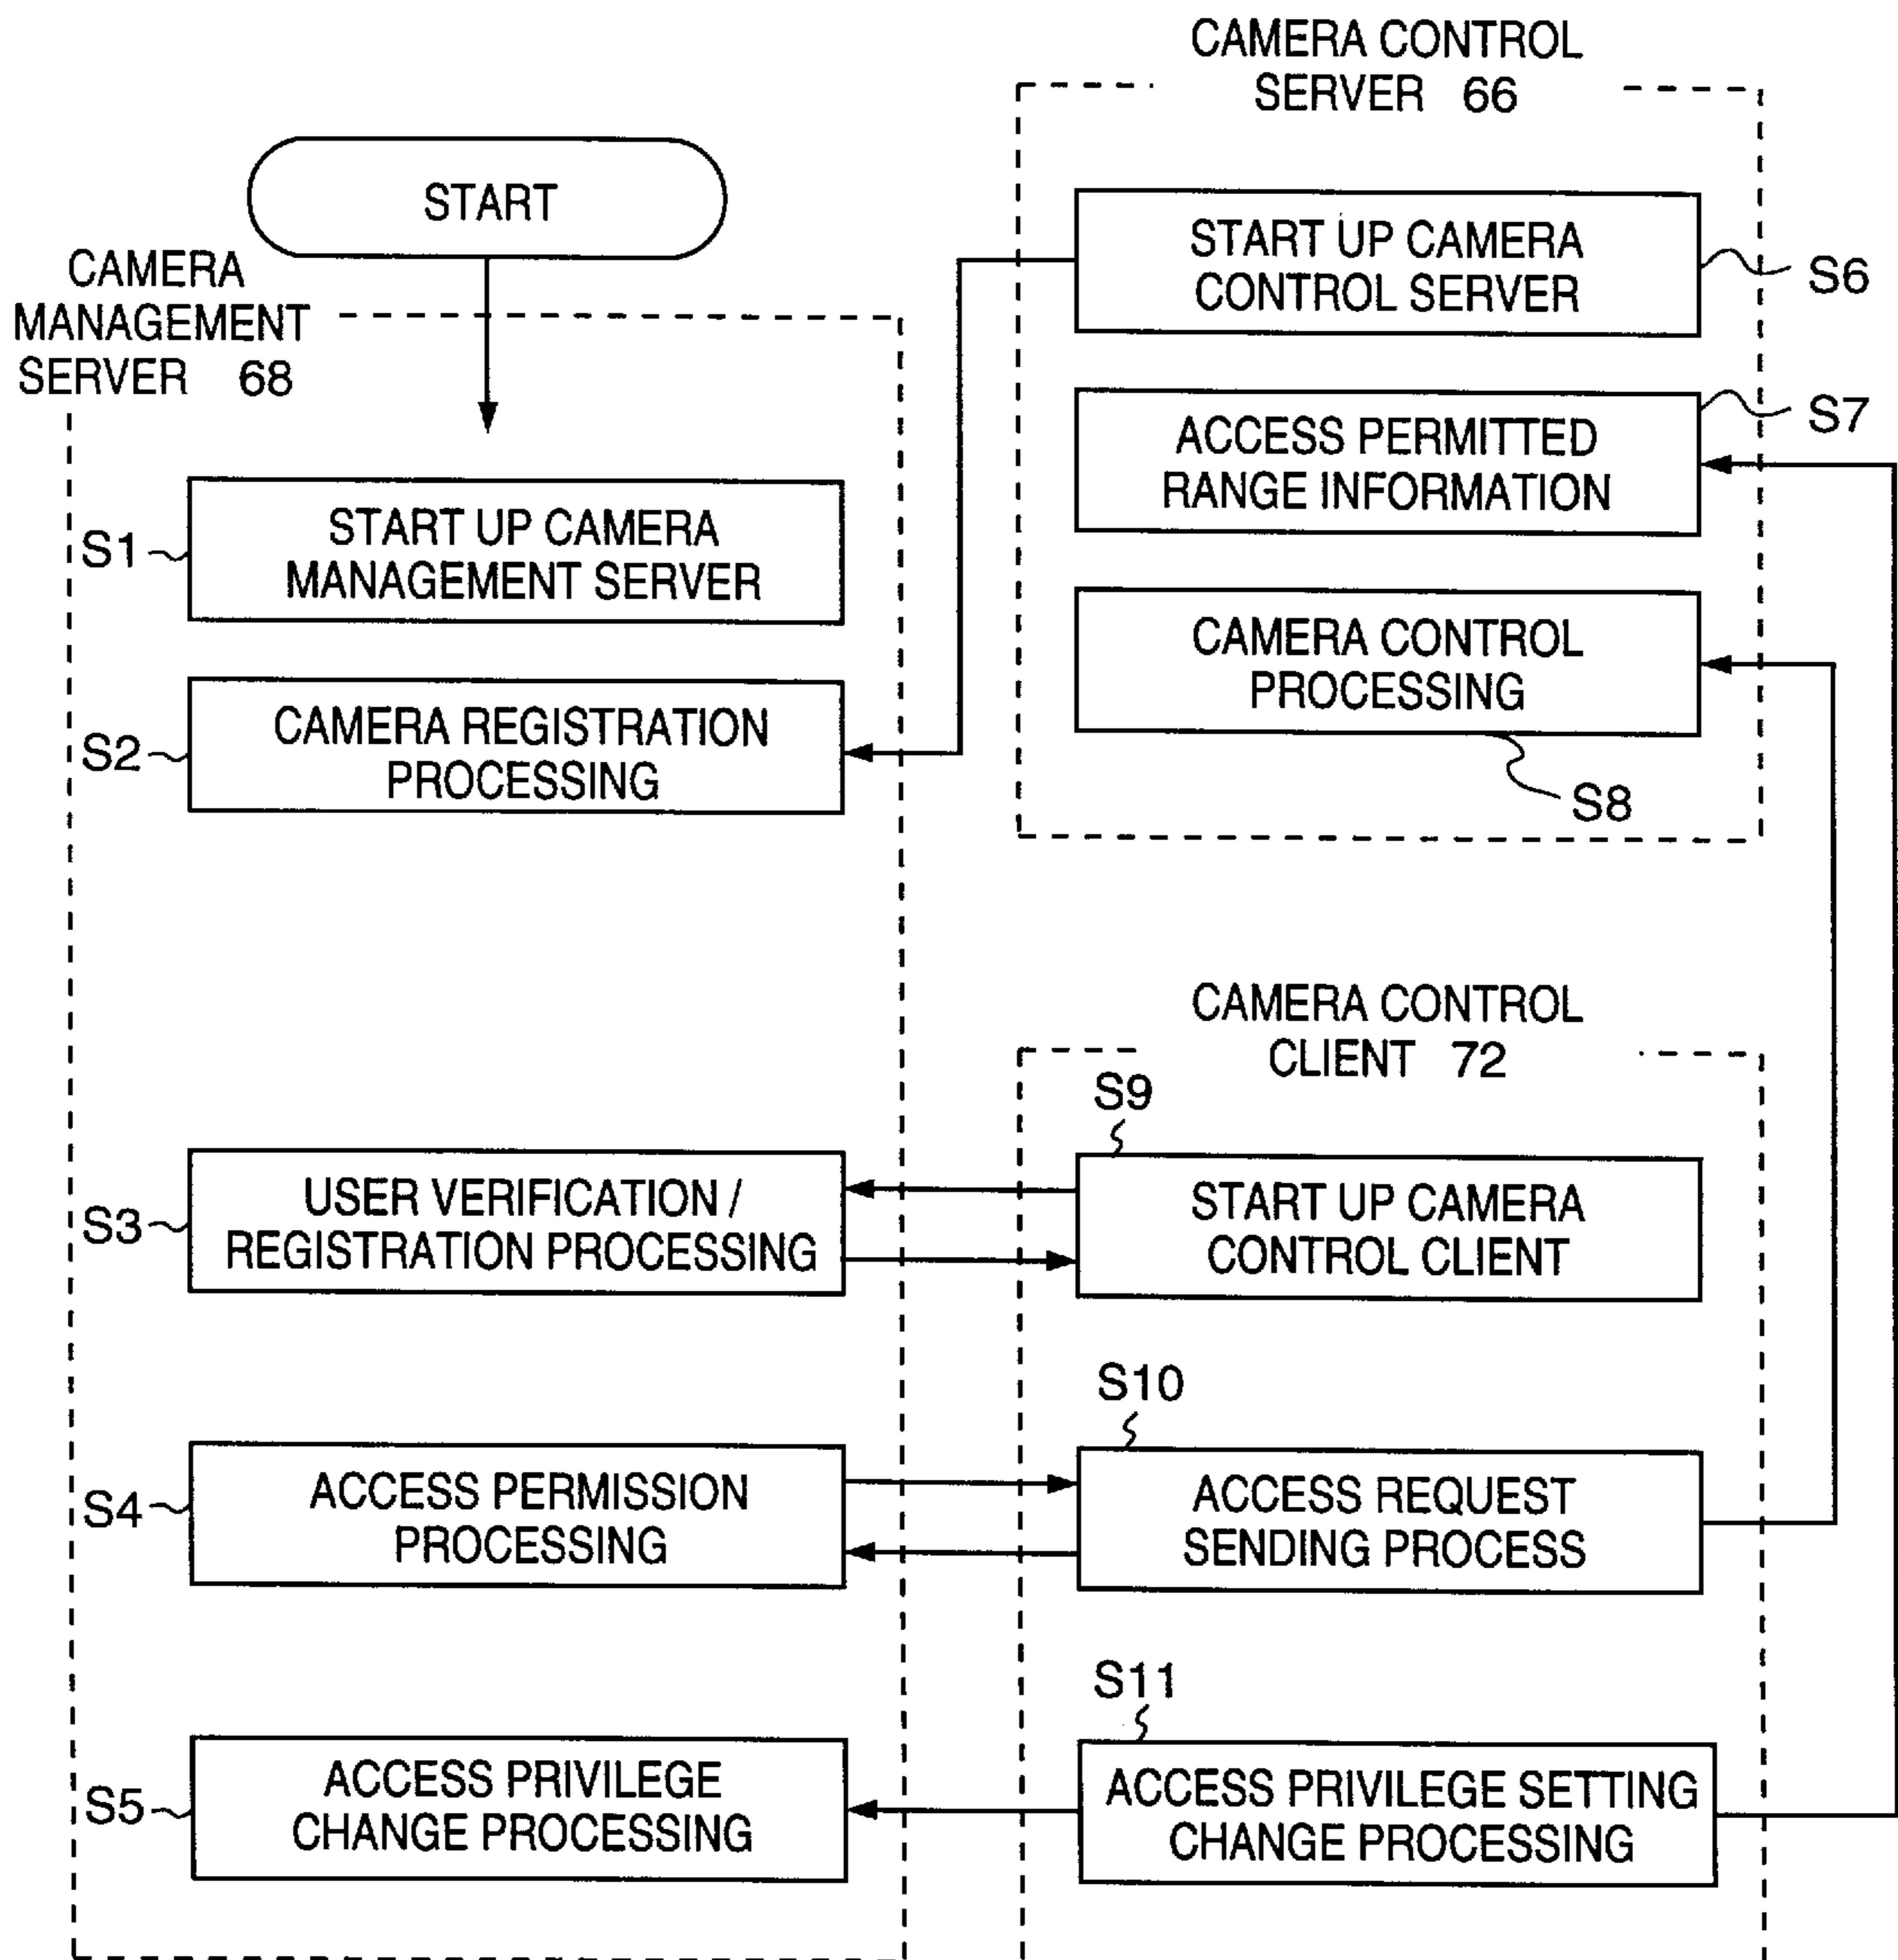 CAMERA CONTROL
SERVER 66
START
CAMERA
MANAGEMENT
SERVER 68
START UP CAMERA
CONTROL SERVER
S6
ACCESS PERMITTED
RANGE INFORMATION
S7
S1
START UP CAMERA
MANAGEMENT SERVER
CAMERA CONTROL
PROCESSING
S8
S2
CAMERA REGISTRATION
PROCESSING
CAMERA CONTROL
CLIENT 72
S9
S3
USER VERIFICATION /
REGISTRATION PROCESSING
START UP CAMERA
CONTROL CLIENT
S10
S4
ACCESS PERMISSION
PROCESSING
ACCESS REQUEST
SENDING PROCESS
S11
S5
ACCESS PRIVILEGE
CHANGE PROCESSING
ACCESS PRIVILEGE SETTING
CHANGE PROCESSING